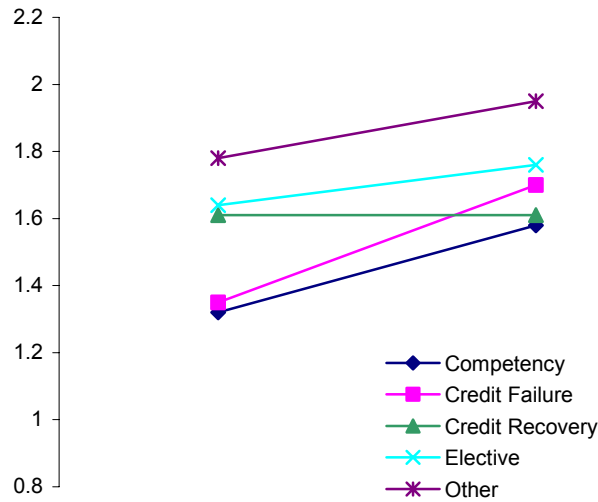 2.2
2
1.8
1.6
1.4
1.2
1
0.8
Competency
Credit Failure
Credit Recovery
Elective
Other